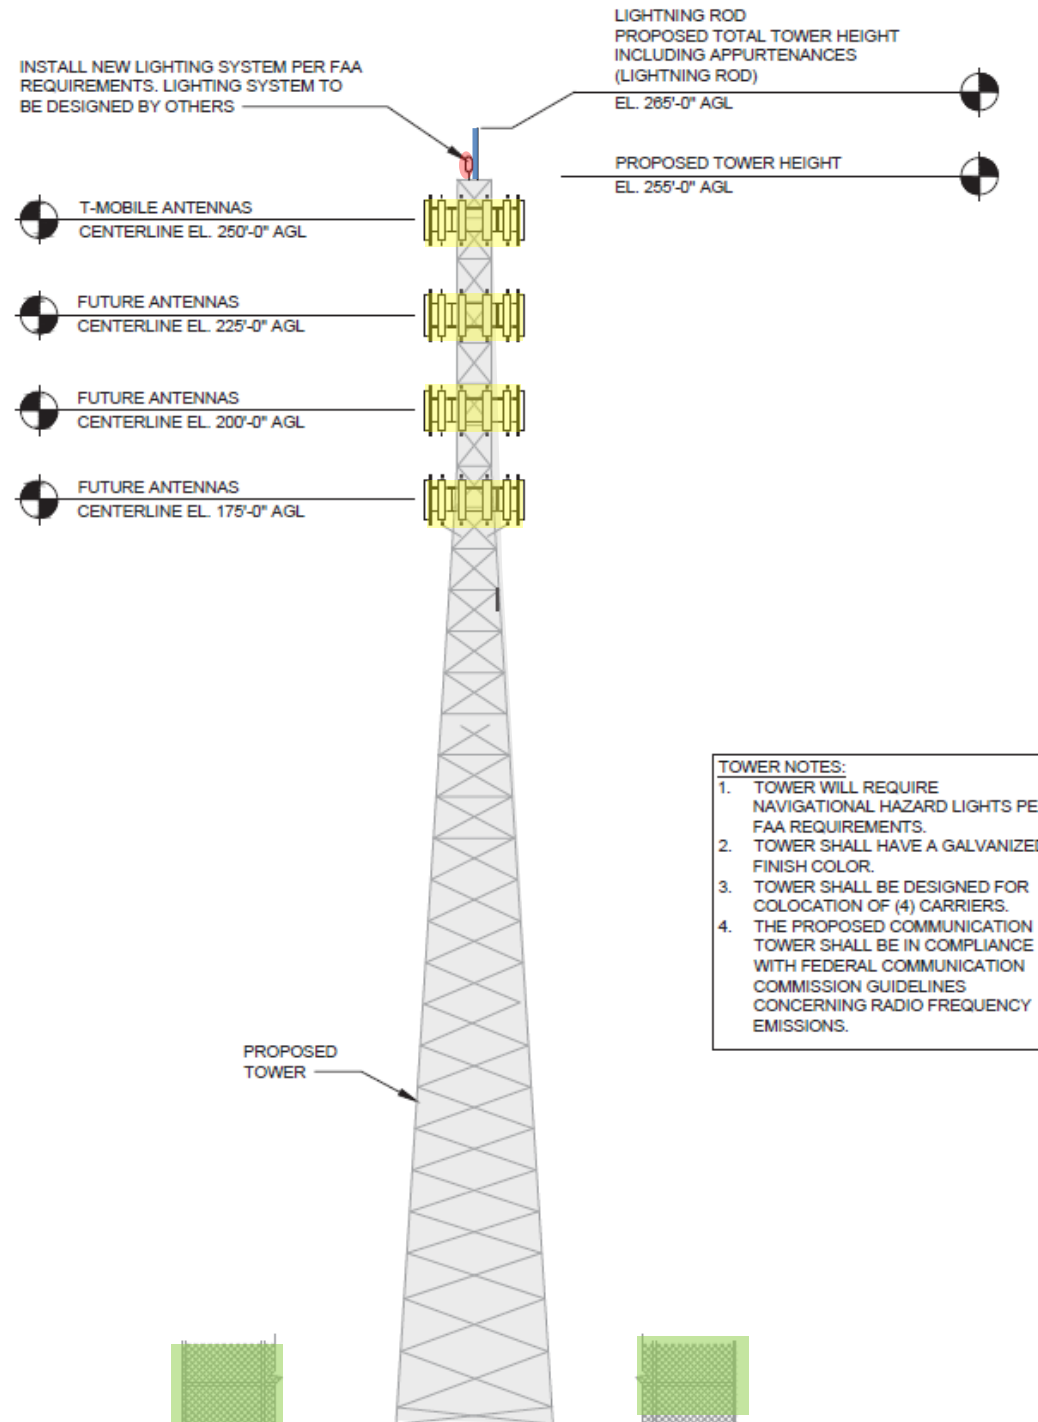 LIGHTNING ROD
PROPOSED TOTAL TOWER HEIGHT
INCLUDING APPURTENANCES
(LIGHTNING ROD)
EL. 265'-0" AGL
INSTALL NEW LIGHTING SYSTEM PER FAA
REQUIREMENTS. LIGHTING SYSTEM TO
BE DESIGNED BY OTHERS
PROPOSED TOWER HEIGHT
EL. 255'-0" AGL
T-MOBILE ANTENNAS
CENTERLINE EL. 250'-0" AGL
FUTURE ANTENNAS
CENTERLINE EL. 225'-0" AGL
FUTURE ANTENNAS
CENTERLINE EL. 200'-0" AGL
FUTURE ANTENNAS
CENTERLINE EL. 175'-0" AGL
TOWER NOTES:
1. TOWER WILL REQUIRE
NAVIGATIONAL HAZARD LIGHTS PE
FAA REQUIREMENTS.
2. TOWER SHALL HAVE A GALVANIZED
FINISH COLOR.
3. TOWER SHALL BE DESIGNED FOR
COLOCATION OF (4) CARRIERS.
4. THE PROPOSED COMMUNICATION
TOWER SHALL BE IN COMPLIANCE
WITH FEDERAL COMMUNICATION
COMMISSION GUIDELINES
CONCERNING RADIO FREQUENCY
EMISSIONS.
PROPOSED
TOWER